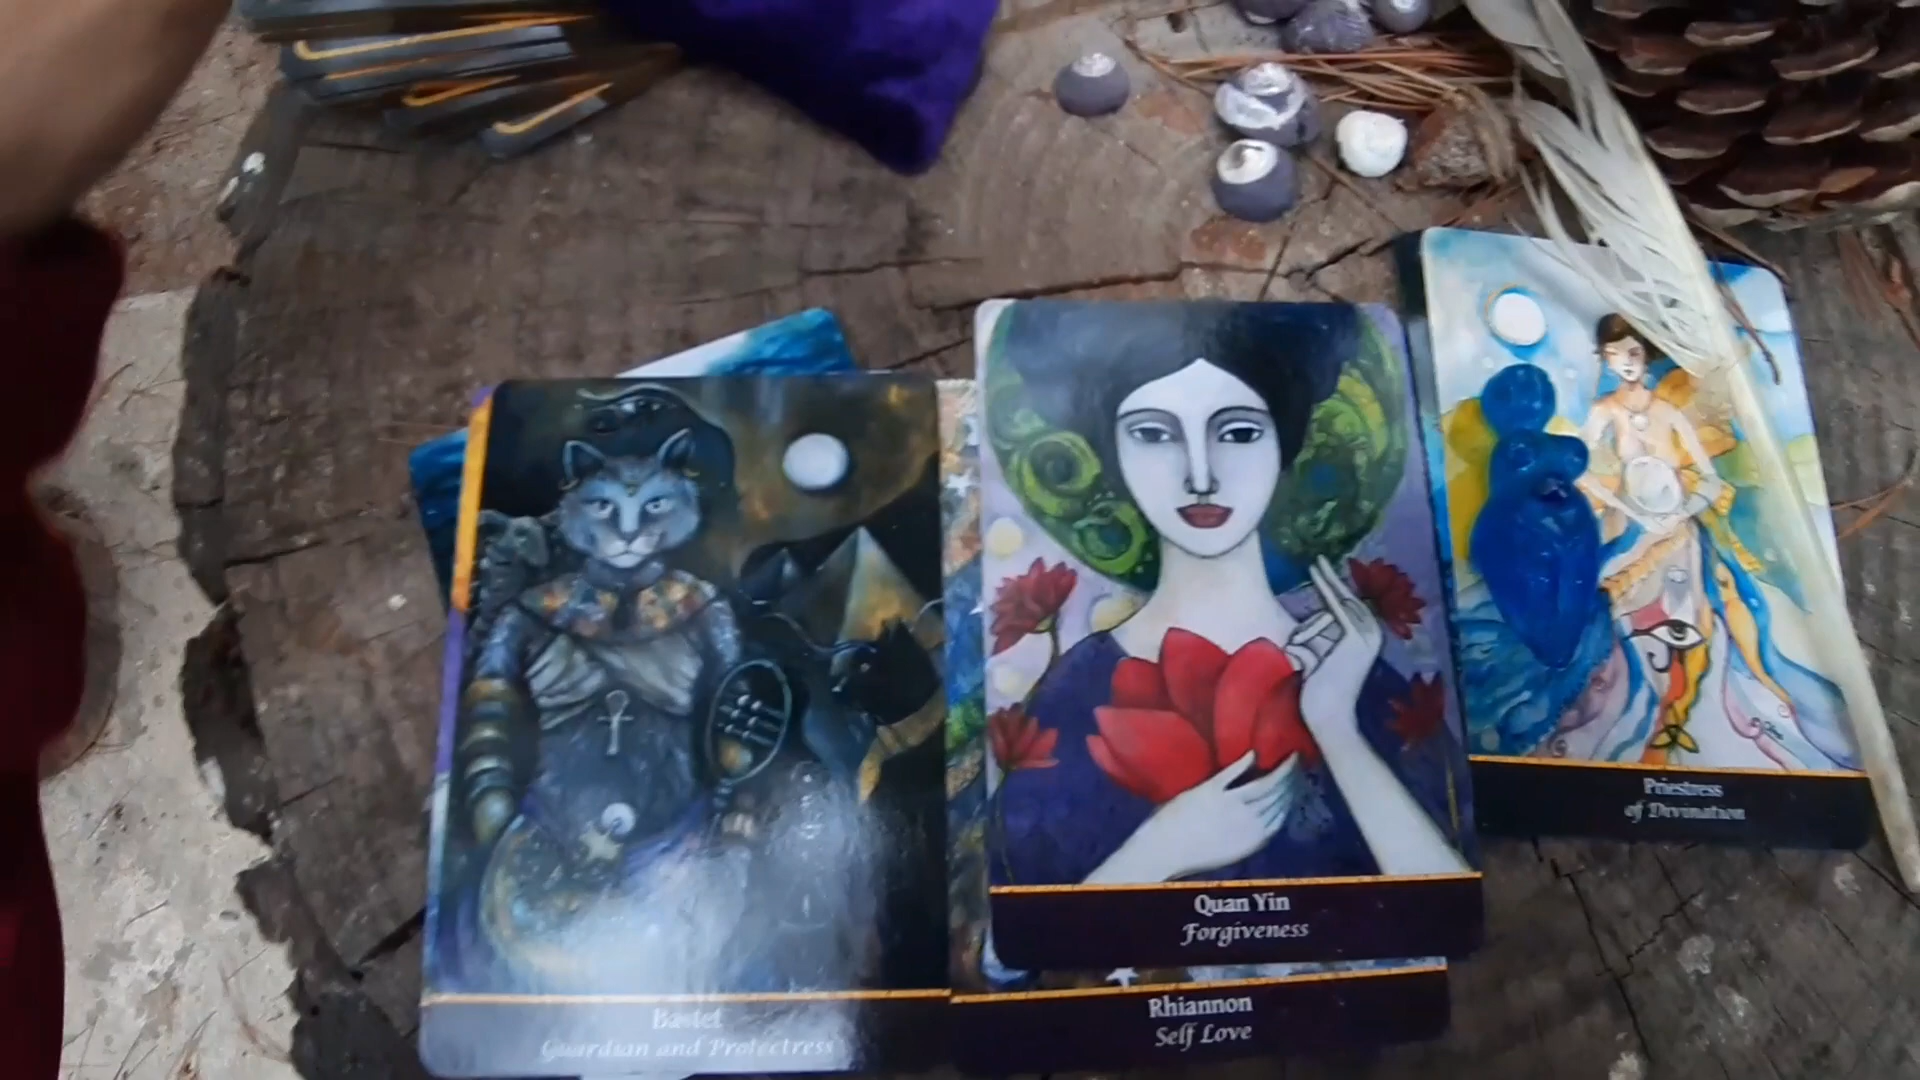 Bastet
Guardian and Protectress
Quan Yin
Forgiveness
Rhiannon
Self Love
Priestess
of Divination